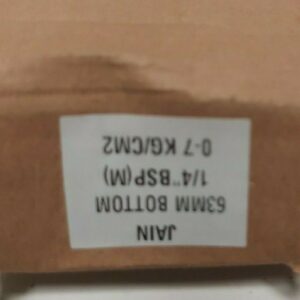 JAIN
63MM BOTTOM
1/4"BSP(M)
0-7 KG/CM2